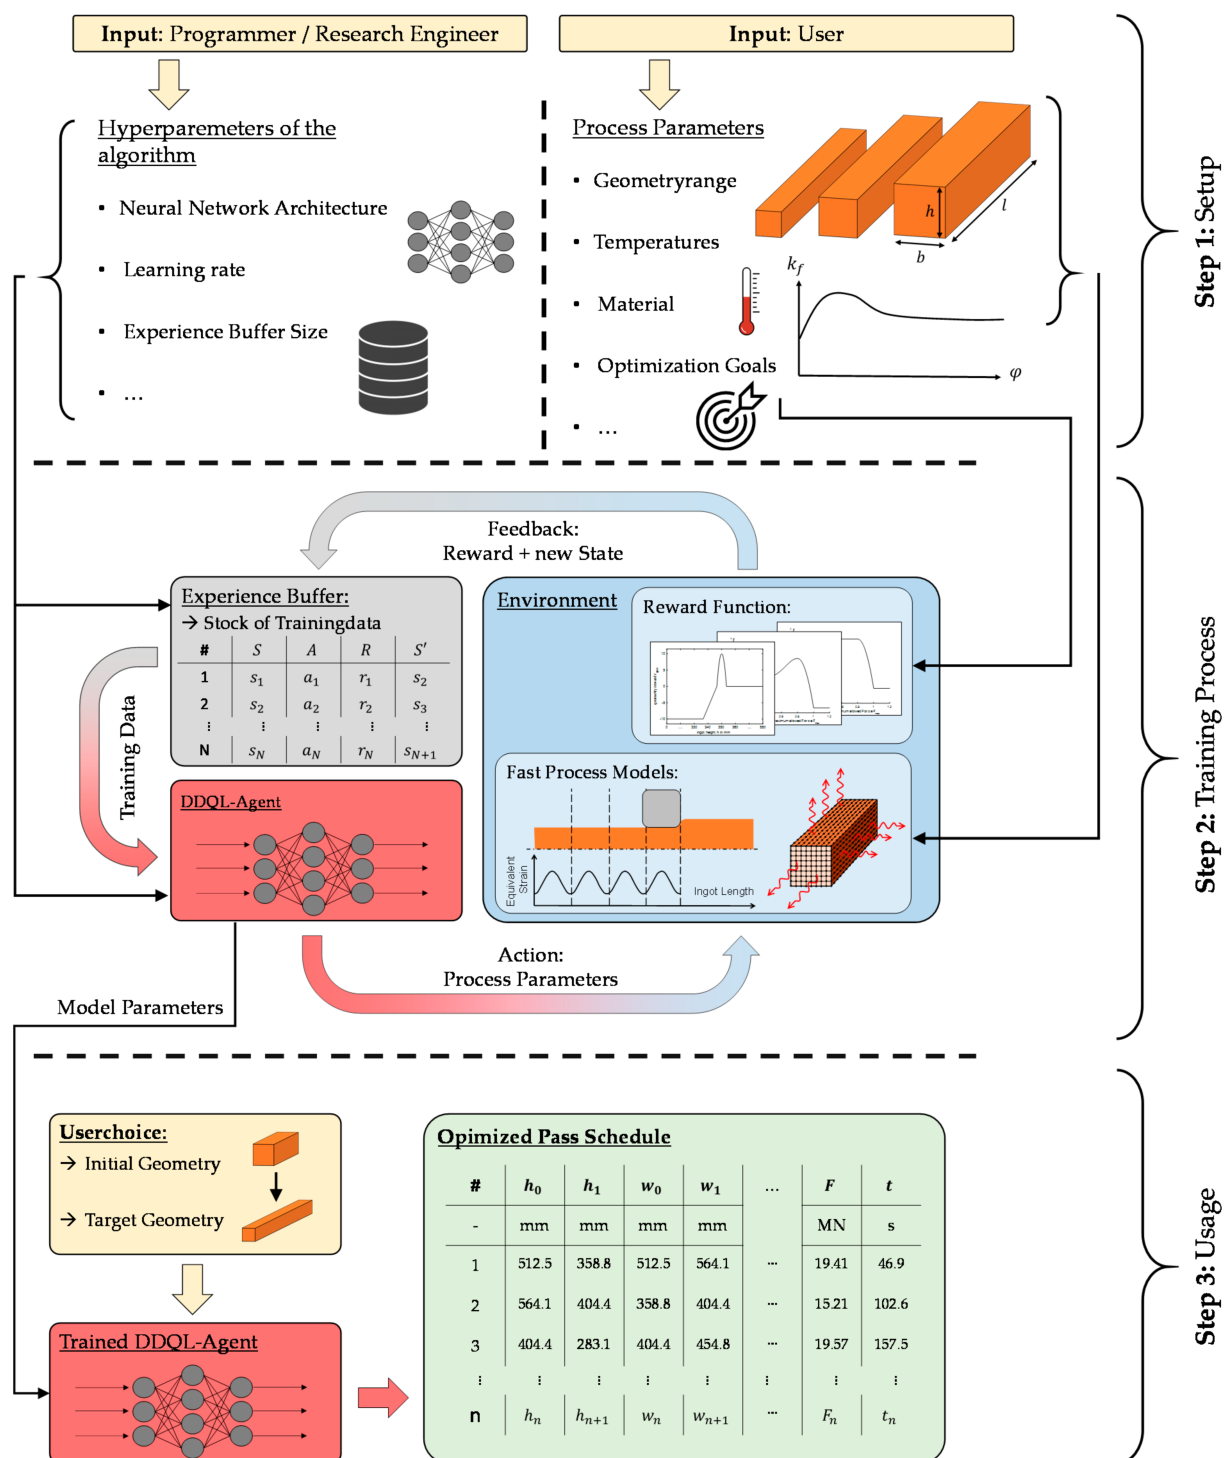 Input: Programmer / Research Engineer
Input: User
Hyperparemeters of the
algorithm
▪ Neural Network Architecture
▪ Learning rate
▪ Experience Buffer Size
▪ ...
Process Parameters
▪ Geometryrange
▪ Temperatures
▪ Material
▪ Optimization Goals
▪ ...
h
l
b
k_f
φ
Step 1: Setup
Feedback:
Reward + new State
Experience Buffer:
→ Stock of Trainingdata
# S A R S′
1 s_1 a_1 r_1 s_2
2 s_2 a_2 r_2 s_3
⋮ ⋮ ⋮ ⋮ ⋮
N s_N a_N r_N s_{N+1}
Training Data
DDQL-Agent
Environment
Reward Function:
Fast Process Models:
Equivalent
Strain
Ingot Length
Action:
Process Parameters
Model Parameters
Step 2: Training Process
Userchoice:
→ Initial Geometry
→ Target Geometry
Trained DDQL-Agent
Opimized Pass Schedule
# h_0 h_1 w_0 w_1 ... F t
- mm mm mm mm MN s
1 512.5 358.8 512.5 564.1 ... 19.41 46.9
2 564.1 404.4 358.8 404.4 ... 15.21 102.6
3 404.4 283.1 404.4 454.8 ... 19.57 157.5
⋮ ⋮ ⋮ ⋮ ⋮ ⋮ ⋮ ⋮
n h_n h_{n+1} w_n w_{n+1} ... F_n t_n
Step 3: Usage